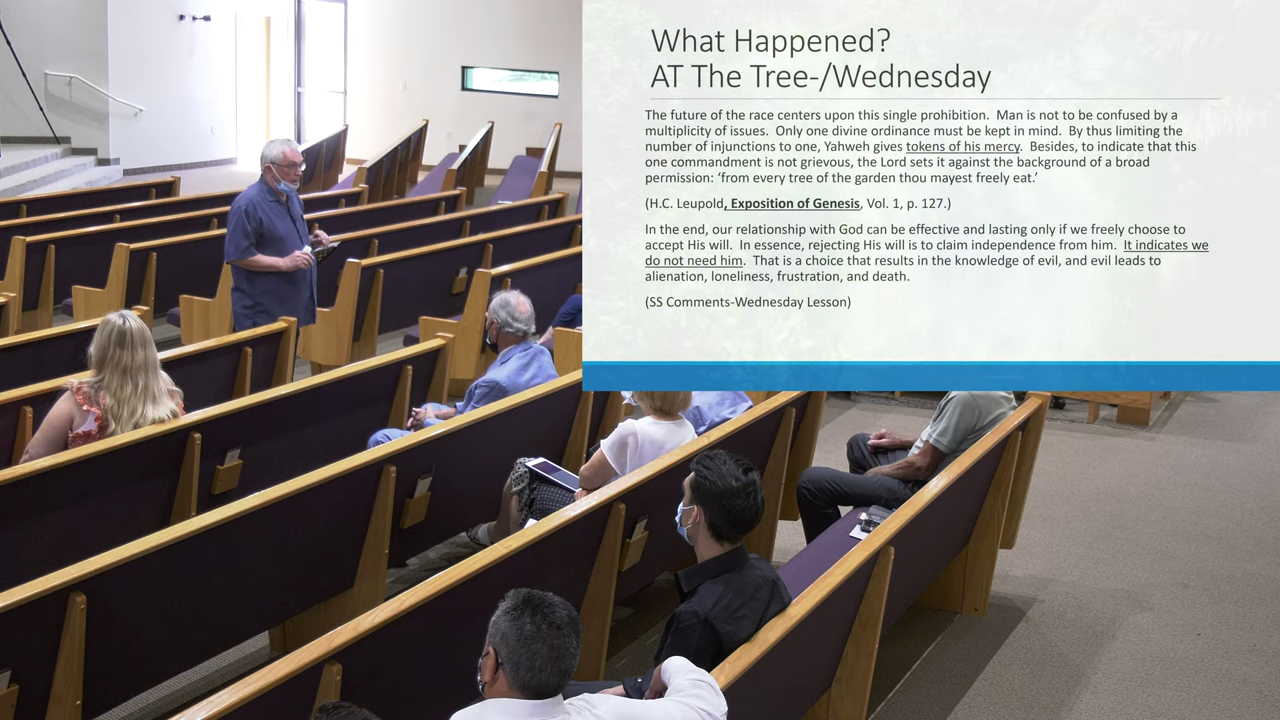 What Happened?
AT The Tree-/Wednesday
The future of the race centers upon this single prohibition. Man is not to be confused by a
multiplicity of issues. Only one divine ordinance must be kept in mind. By thus limiting the
number of injunctions to one, Yahweh gives tokens of his mercy. Besides, to indicate that this
one commandment is not grievous, the Lord sets it against the background of a broad
permission: ‘from every tree of the garden thou mayest freely eat.’
(H.C. Leupold, Exposition of Genesis, Vol. 1, p. 127.)
In the end, our relationship with God can be effective and lasting only if we freely choose to
accept His will. In essence, rejecting His will is to claim independence from him. It indicates we
do not need him. That is a choice that results in the knowledge of evil, and evil leads to
alienation, loneliness, frustration, and death.
(SS Comments-Wednesday Lesson)